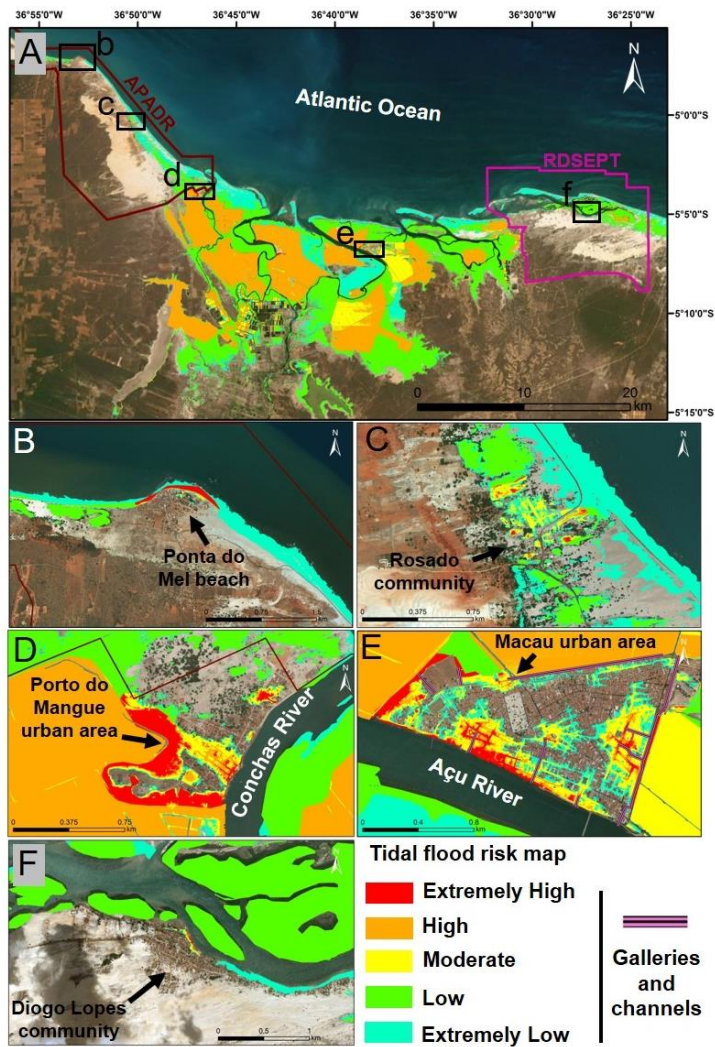 36°55'0"W 36°50'0"W 36°45'0"W 36°40'0"W 36°35'0"W 36°30'0"W 36°25'0"W
A
b
N
APADR
c
Atlantic Ocean
5°0'0"S
RDSEPT
d
f
5°5'0"S
e
5°10'0"S
0 10 20
km
5°15'0"S
B
N
Ponta do
Mel beach
0 0.75 1.5
km
C
N
Rosado
community
0 0.375 0.75
km
D
N
Porto do
Mangue
urban area
Conchas River
0 0.375 0.75
km
E
Macau urban area
N
Açu River
0 0.4 0.8
km
F
N
Diogo Lopes
community
0 0.5 1
km
Tidal flood risk map
Extremely High
High
Moderate
Low
Extremely Low
Galleries
and
channels